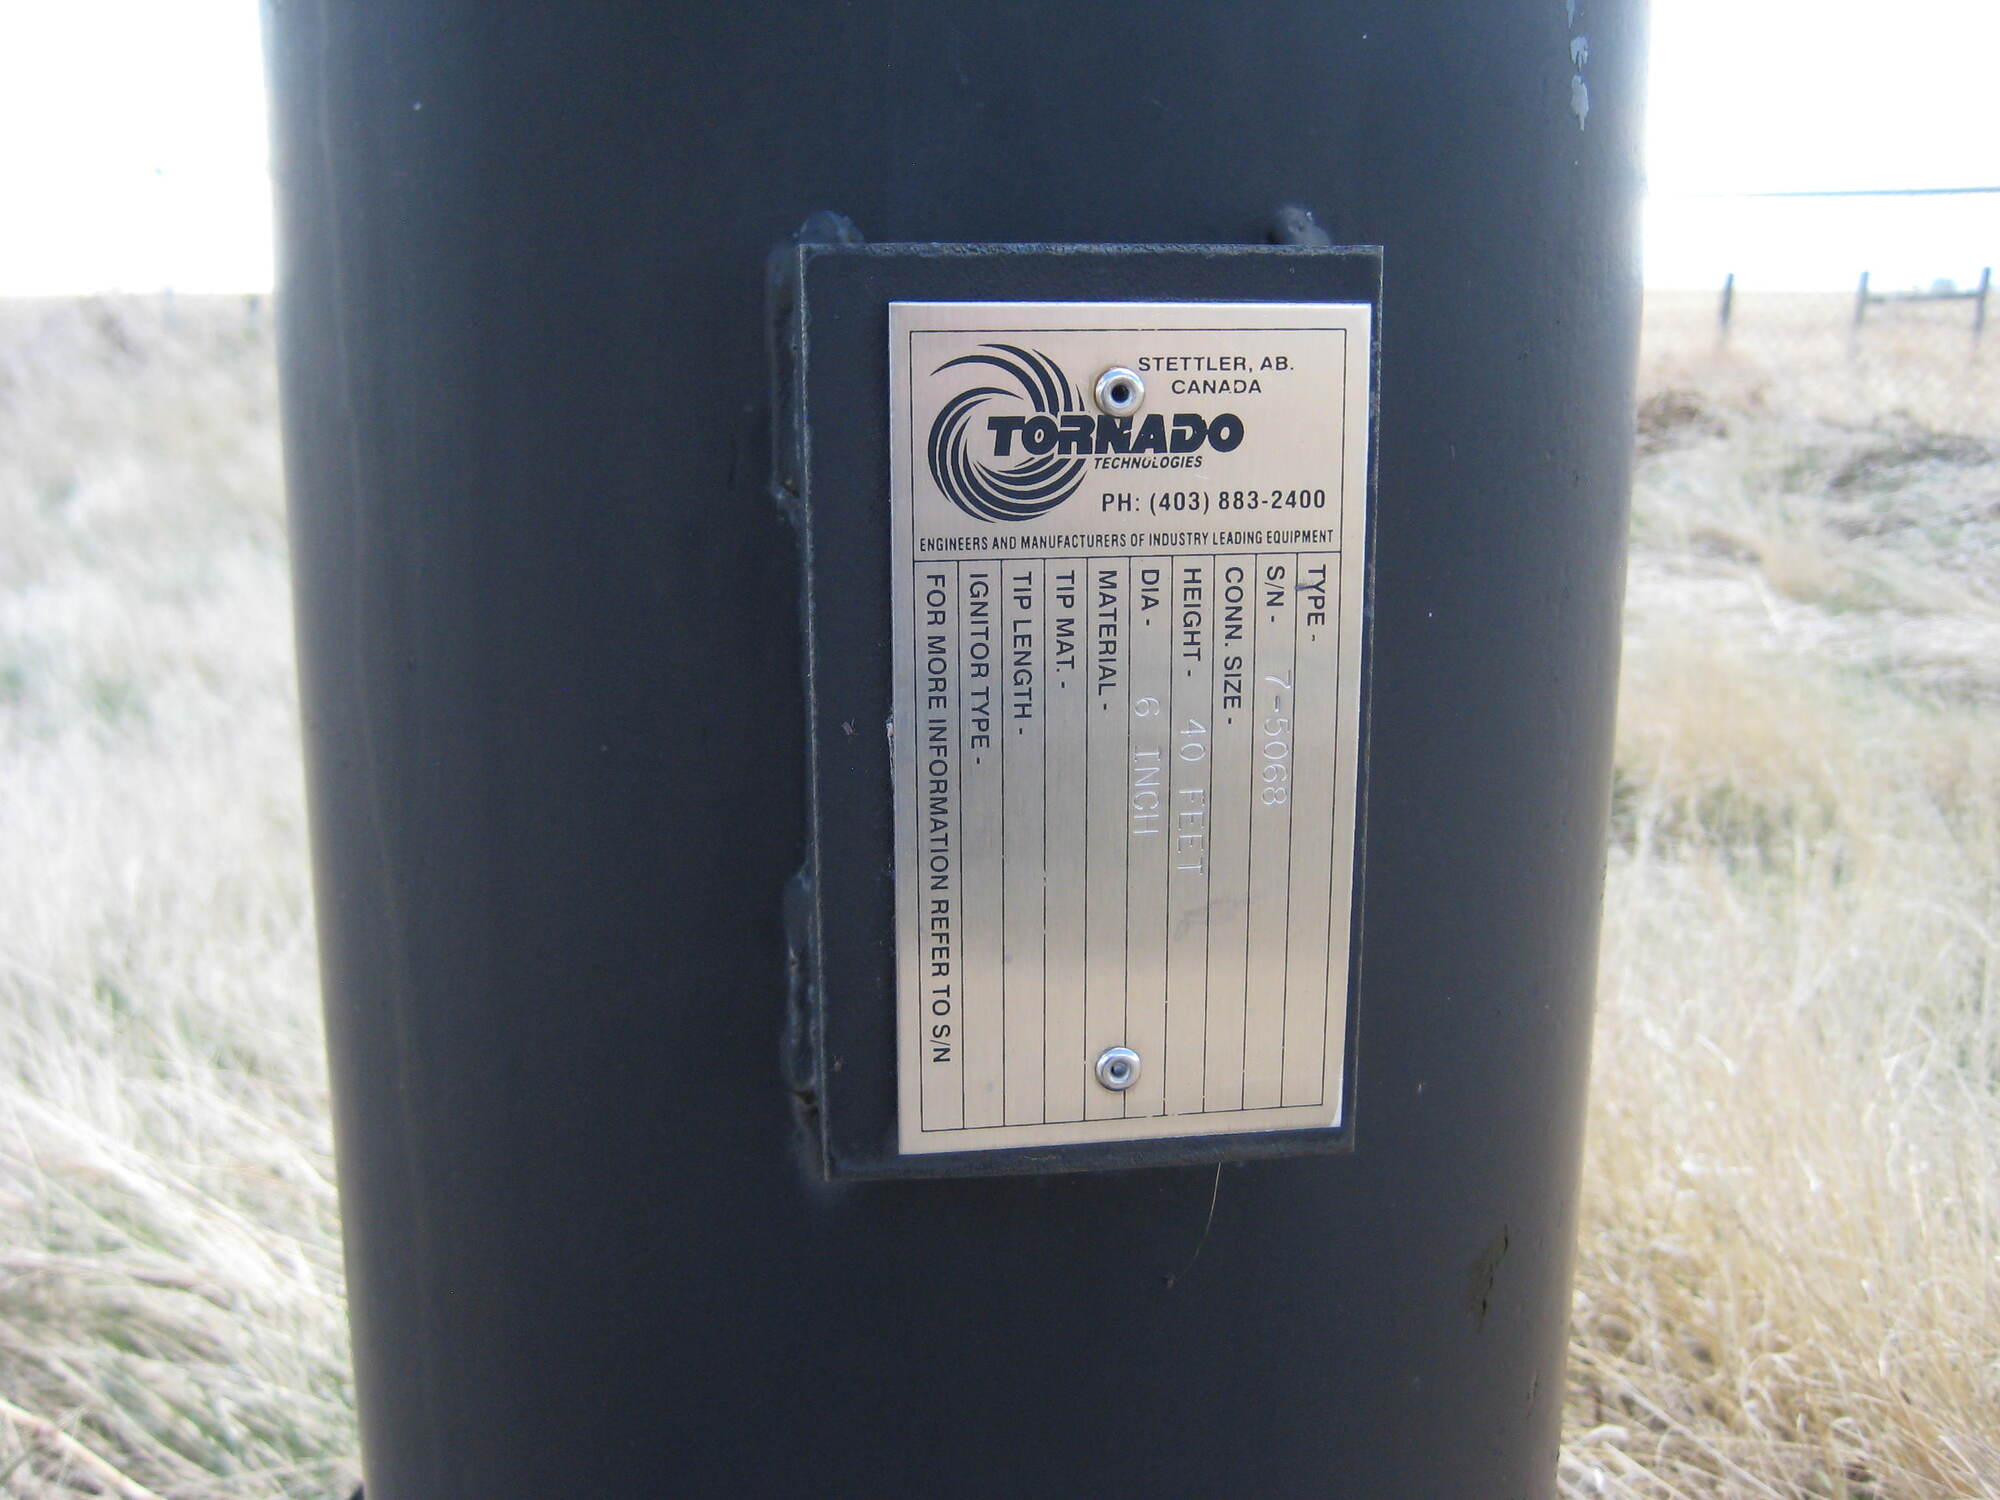 STETTLER, AB.
CANADA
TORNADO
TECHNOLOGIES
PH: (403) 883-2400
ENGINEERS AND MANUFACTURERS OF INDUSTRY LEADING EQUIPMENT
TYPE -
S/N - 7-5068
CONN. SIZE -
HEIGHT - 40 FEET
DIA - 6 INCH
MATERIAL -
TIP MAT. -
TIP LENGTH -
IGNITOR TYPE -
FOR MORE INFORMATION REFER TO S/N